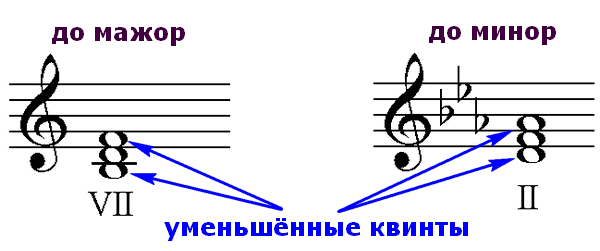 до мажор
до минор
VII
II
уменьшённые квинты